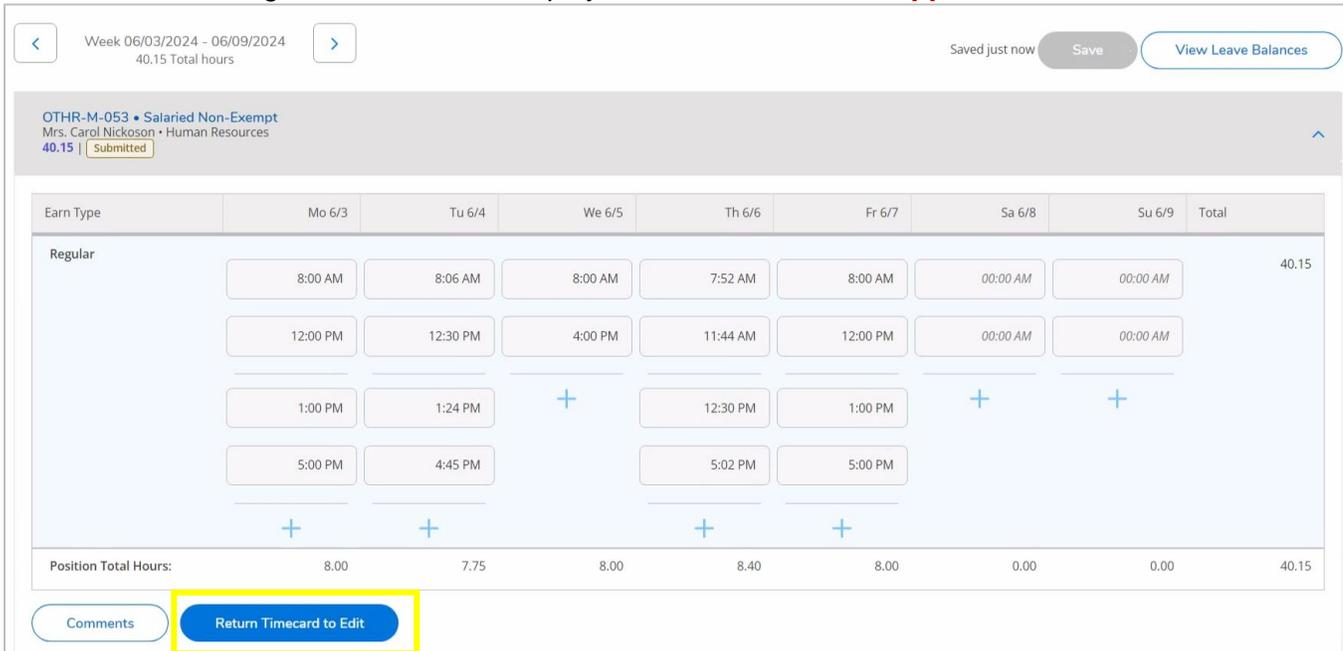 Week 06/03/2024 - 06/09/2024
40.15 Total hours
Saved just now
Save
View Leave Balances
OTHR-M-053 • Salaried Non-Exempt
Mrs. Carol Nickoson • Human Resources
40.15 | Submitted
Earn Type Mo 6/3 Tu 6/4 We 6/5 Th 6/6 Fr 6/7 Sa 6/8 Su 6/9 Total
Regular
8:00 AM 8:06 AM 8:00 AM 7:52 AM 8:00 AM 00:00 AM 00:00 AM 40.15
12:00 PM 12:30 PM 4:00 PM 11:44 AM 12:00 PM 00:00 AM 00:00 AM
1:00 PM 1:24 PM 12:30 PM 1:00 PM
5:00 PM 4:45 PM 5:02 PM 5:00 PM
Position Total Hours: 8.00 7.75 8.00 8.40 8.00 0.00 0.00 40.15
Comments
Return Timecard to Edit